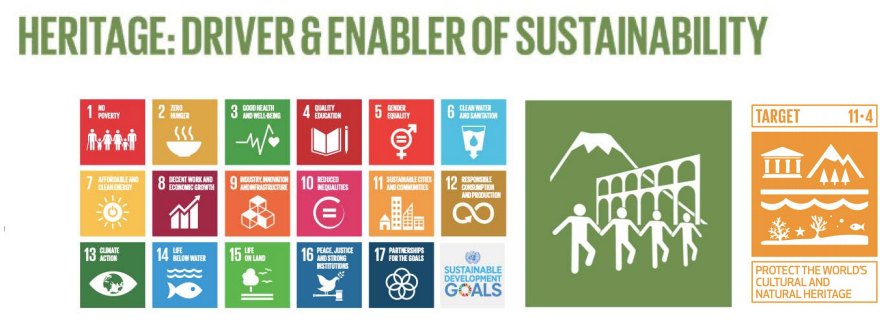 HERITAGE: DRIVER & ENABLER OF SUSTAINABILITY
1 NO
POVERTY
2 ZERO
HUNGER
3 GOOD HEALTH
AND WELL-BEING
4 QUALITY
EDUCATION
5 GENDER
EQUALITY
6 CLEAN WATER
AND SANITATION
7 AFFORDABLE AND
CLEAN ENERGY
8 DECENT WORK AND
ECONOMIC GROWTH
9 INDUSTRY, INNOVATION
AND INFRASTRUCTURE
10 REDUCED
INEQUALITIES
11 SUSTAINABLE CITIES
AND COMMUNITIES
12 RESPONSIBLE
CONSUMPTION
AND PRODUCTION
13 CLIMATE
ACTION
14 LIFE
BELOW WATER
15 LIFE
ON LAND
16 PEACE, JUSTICE
AND STRONG
INSTITUTIONS
17 PARTNERSHIPS
FOR THE GOALS
SUSTAINABLE
DEVELOPMENT
GOALS
TARGET 11·4
PROTECT THE WORLD'S
CULTURAL AND
NATURAL HERITAGE